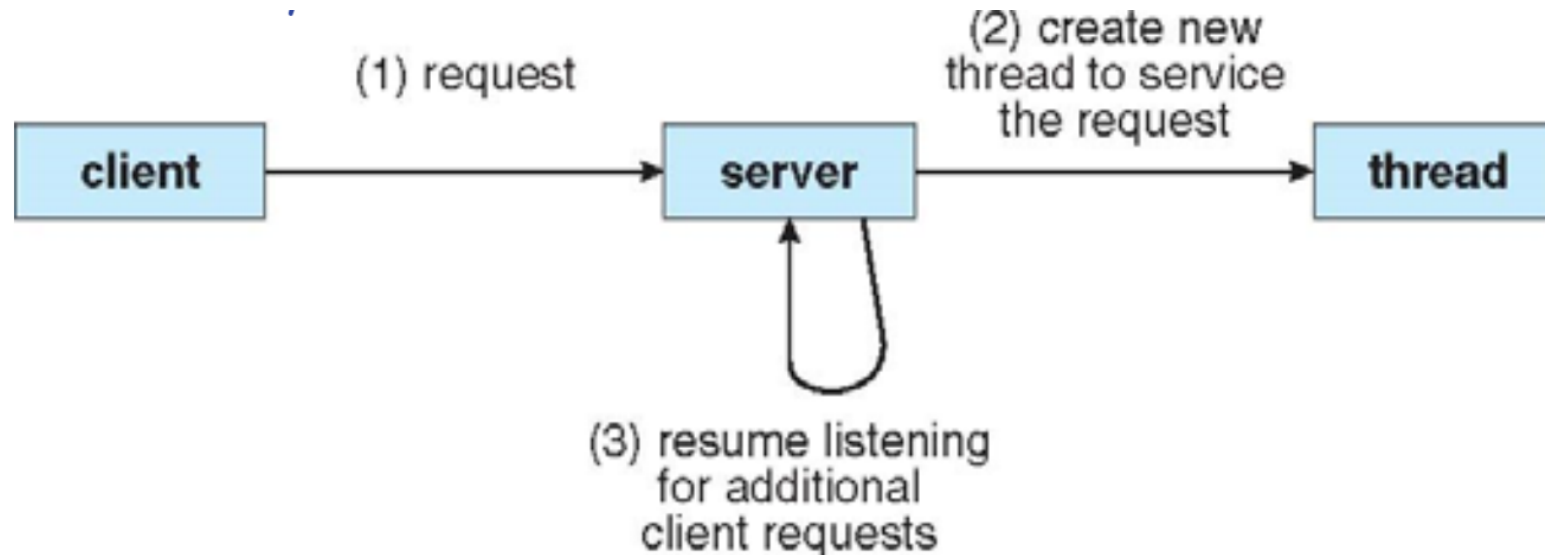 (1) request
(2) create new
thread to service
the request
client
server
thread
(3) resume listening
for additional
client requests